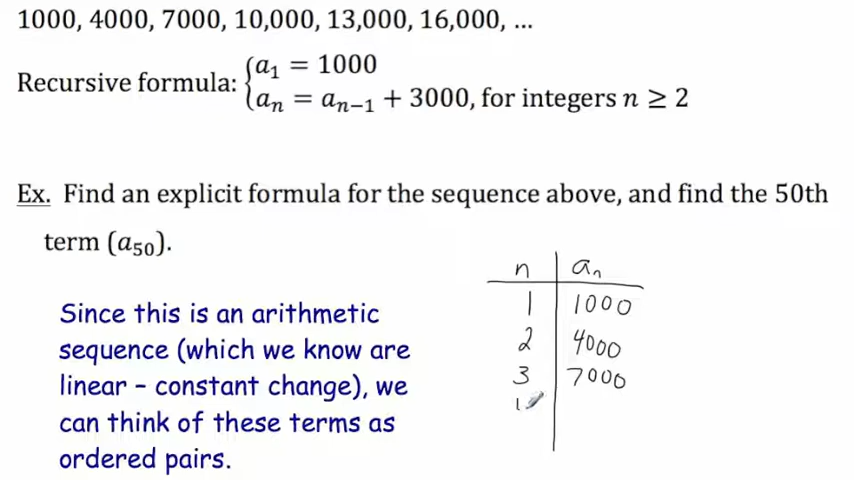 1000, 4000, 7000, 10,000, 13,000, 16,000, ...
Recursive formula: { a₁ = 1000
aₙ = aₙ₋₁ + 3000, for integers n ≥ 2
Ex. Find an explicit formula for the sequence above, and find the 50th
term (a₅₀).
Since this is an arithmetic
sequence (which we know are
linear – constant change), we
can think of these terms as
ordered pairs.
n aₙ
1 1000
2 4000
3 7000